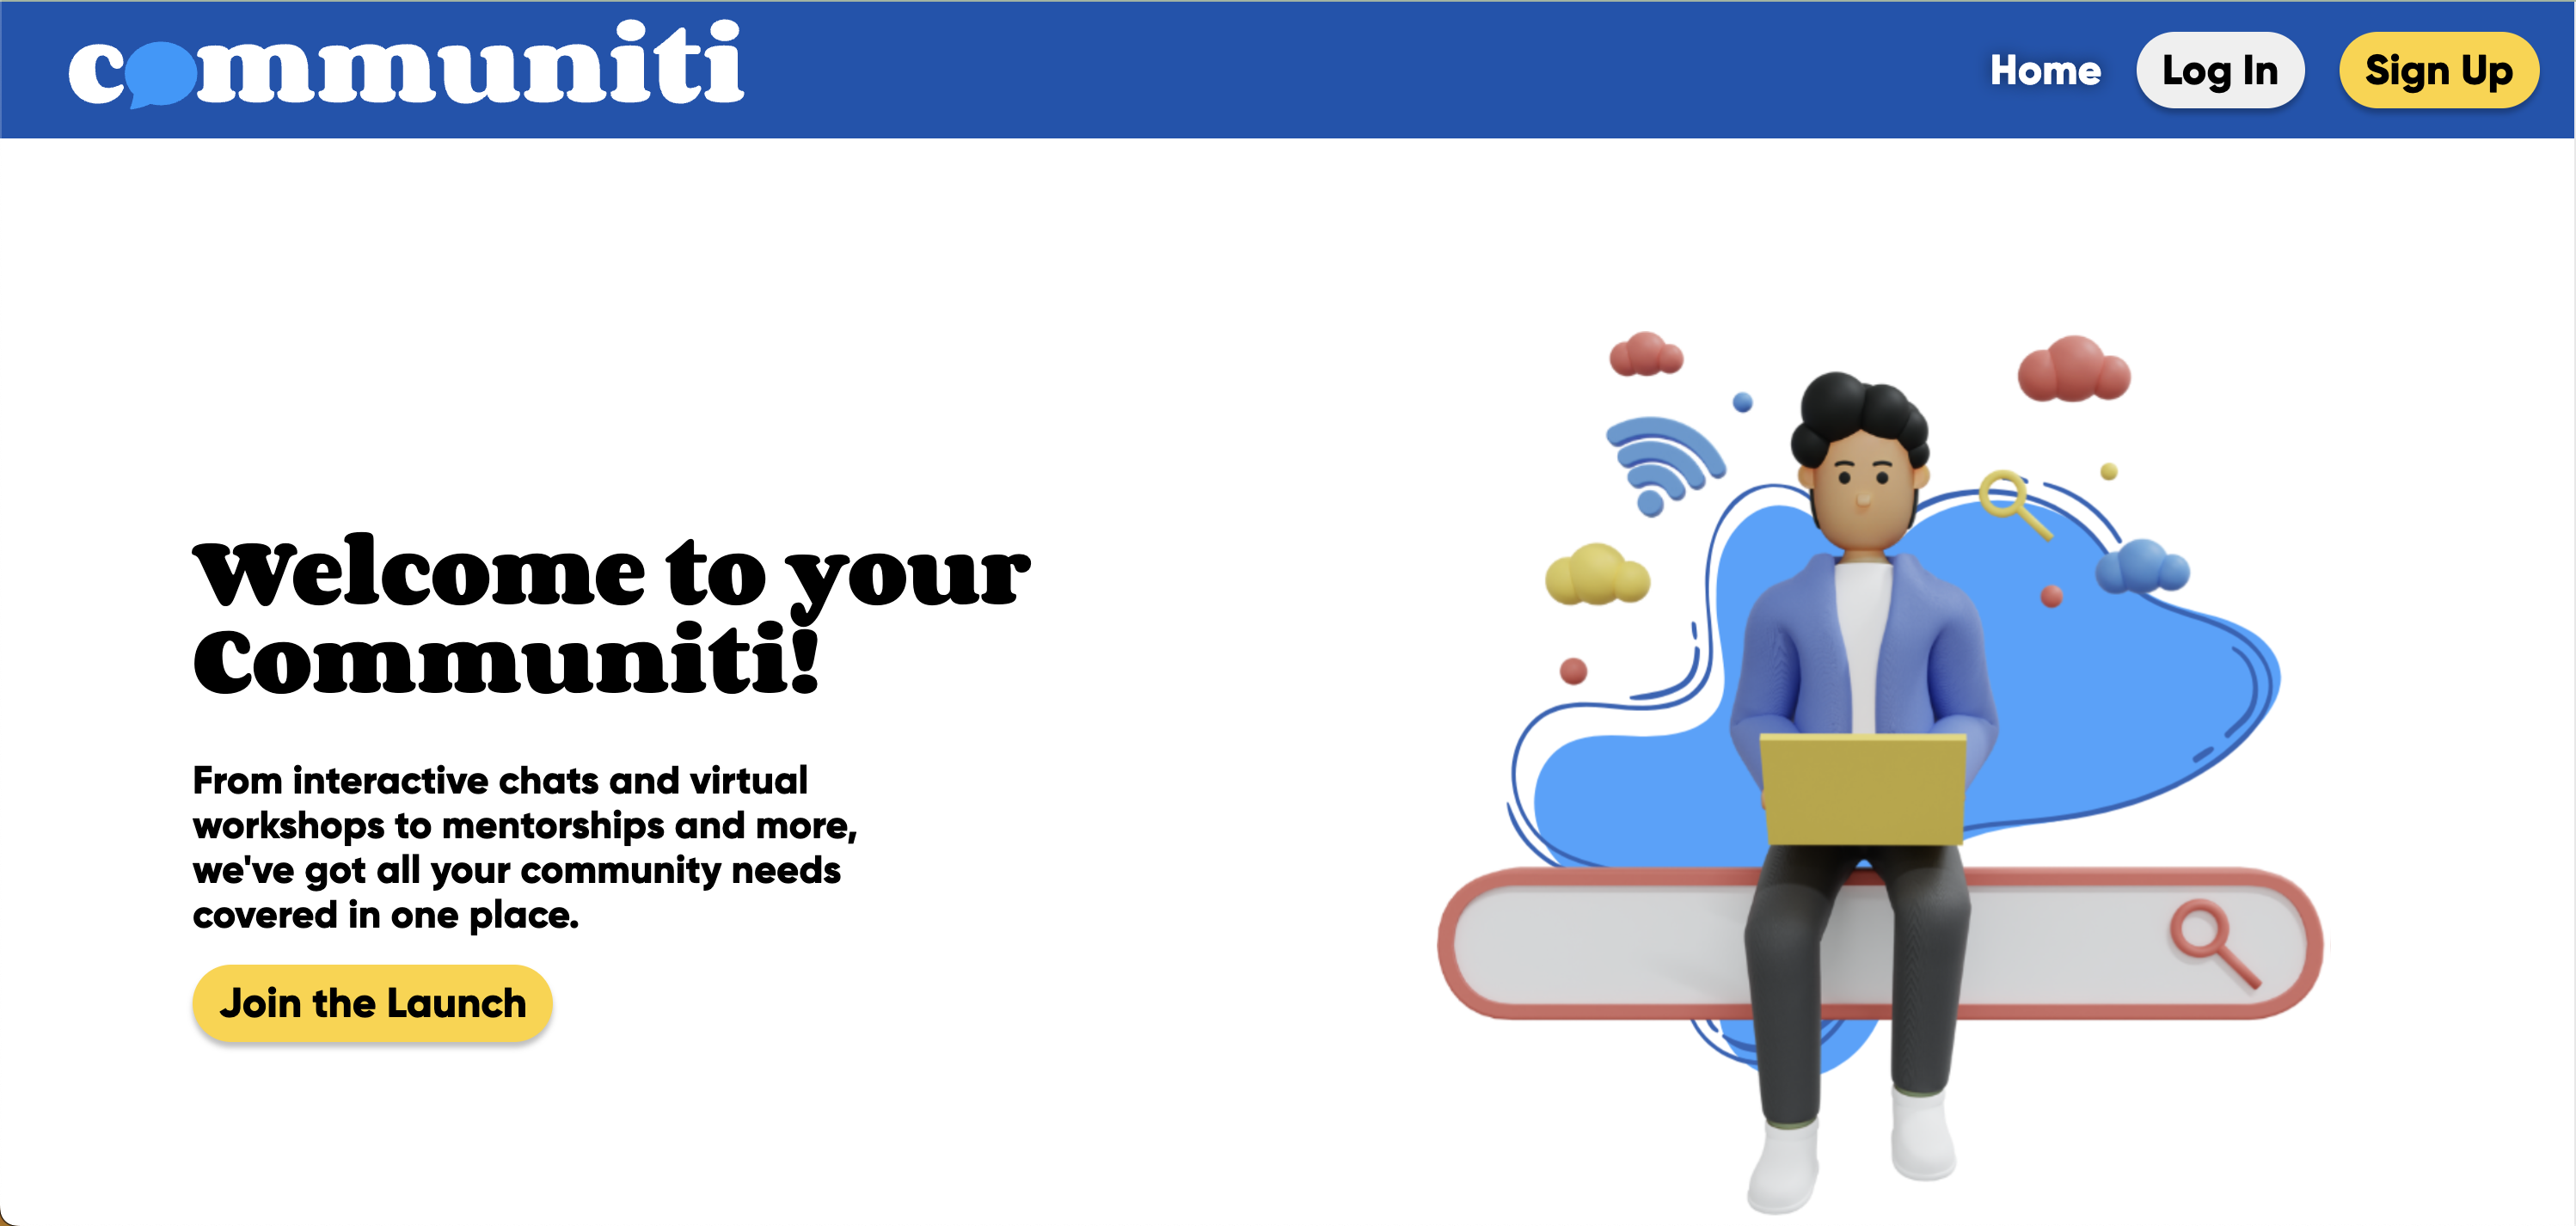 communiti
Home
Log In
Sign Up
Welcome to your
Communiti!
From interactive chats and virtual
workshops to mentorships and more,
we've got all your community needs
covered in one place.
Join the Launch